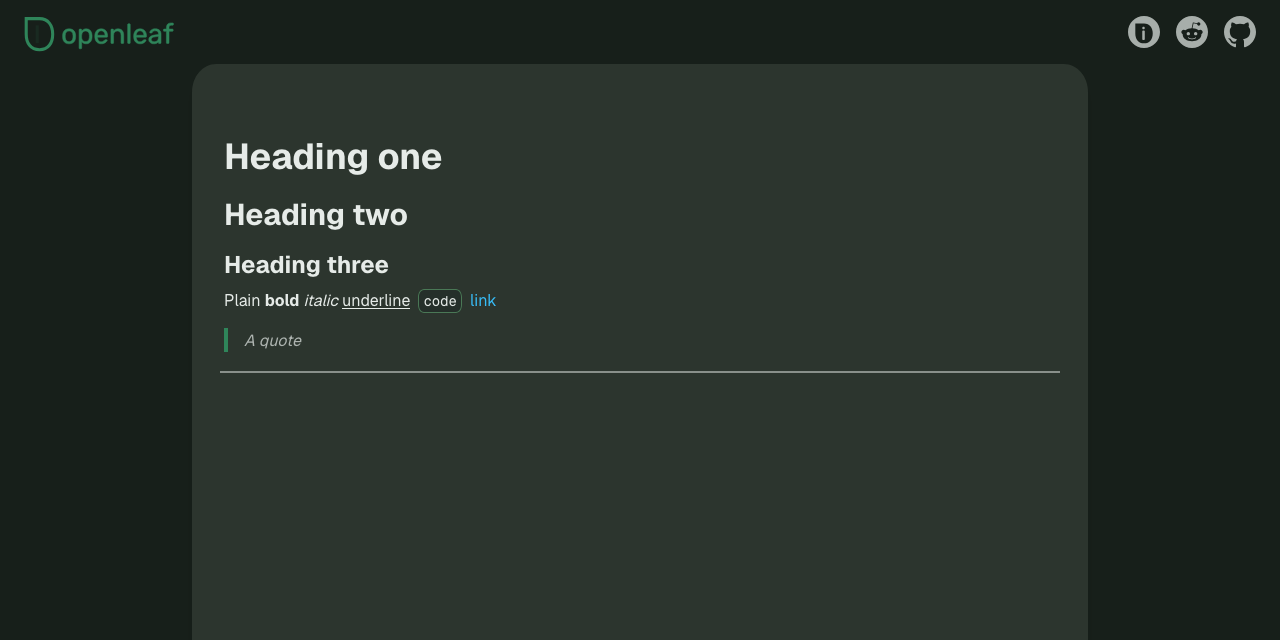 openleaf
Heading one
Heading two
Heading three
Plain bold italic underline code link
A quote